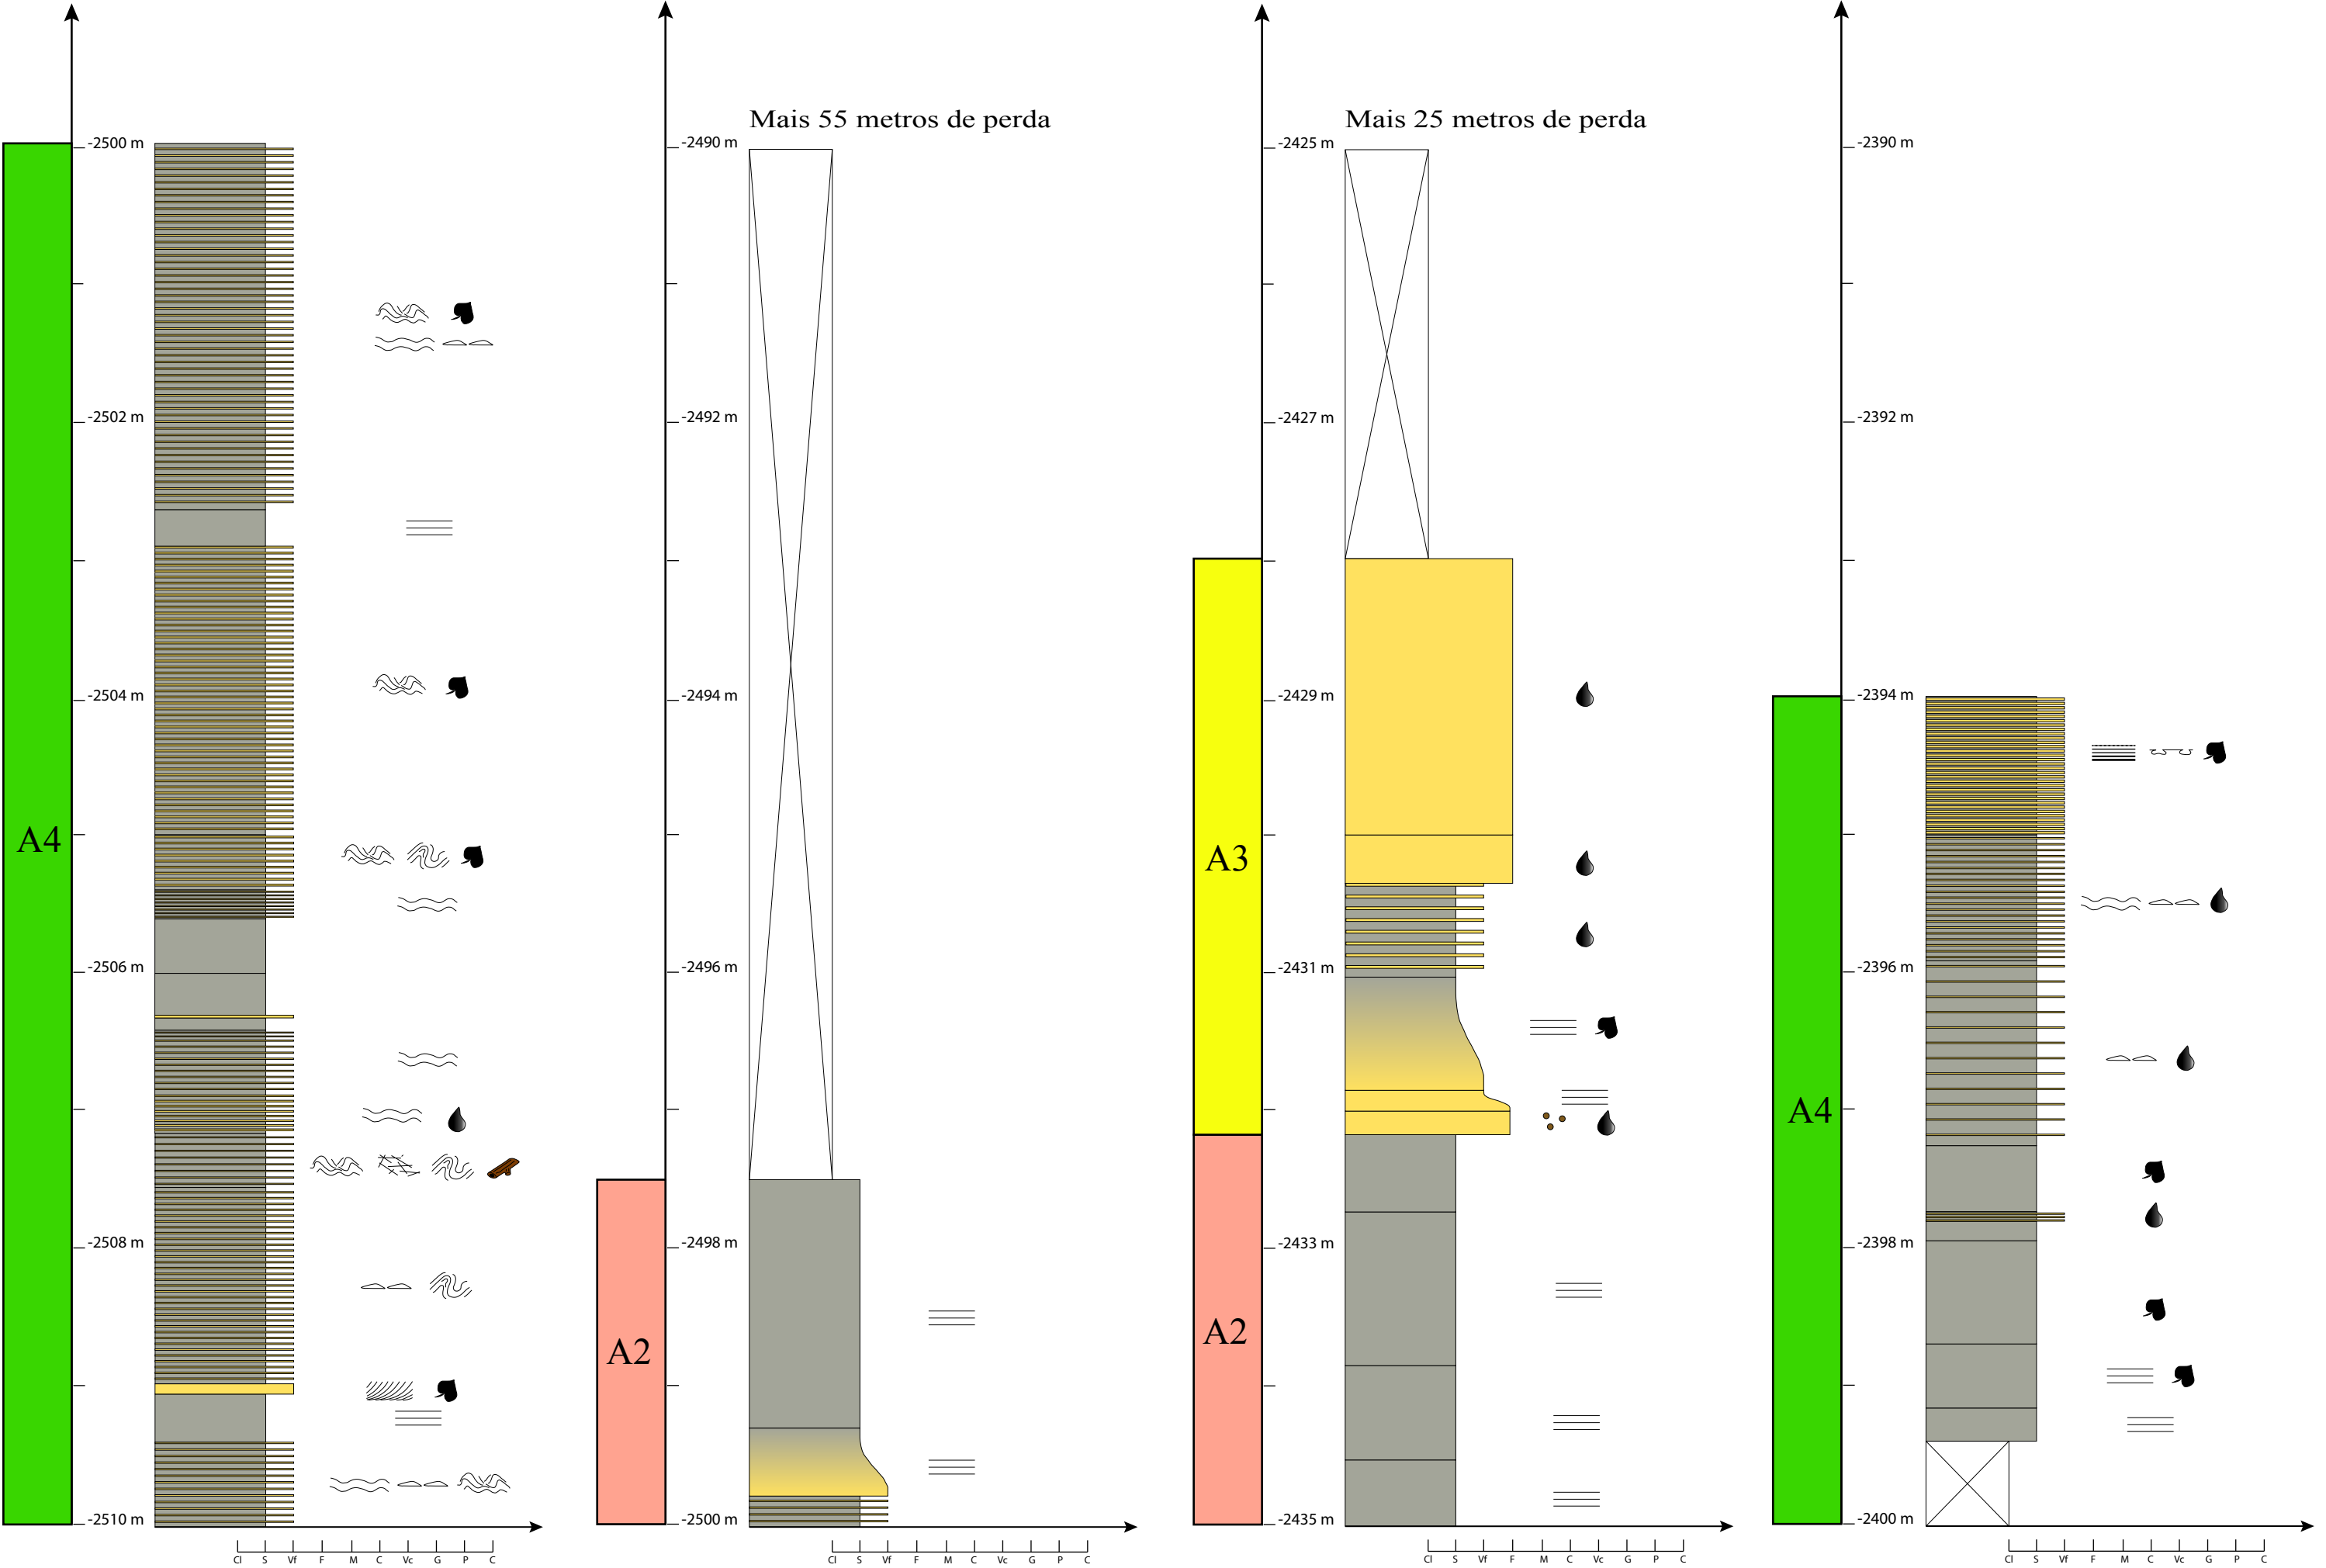 Mais 55 metros de perda
Mais 25 metros de perda
-2500 m
-2502 m
-2504 m
A4
-2506 m
-2508 m
-2510 m
Cl S Vf F M C Vc G P C
-2490 m
-2492 m
-2494 m
-2496 m
-2498 m
A2
-2500 m
Cl S Vf F M C Vc G P C
-2425 m
-2427 m
-2429 m
A3
-2431 m
-2433 m
A2
-2435 m
Cl S Vf F M C Vc G P C
-2390 m
-2392 m
-2394 m
-2396 m
A4
-2398 m
-2400 m
Cl S Vf F M C Vc G P C